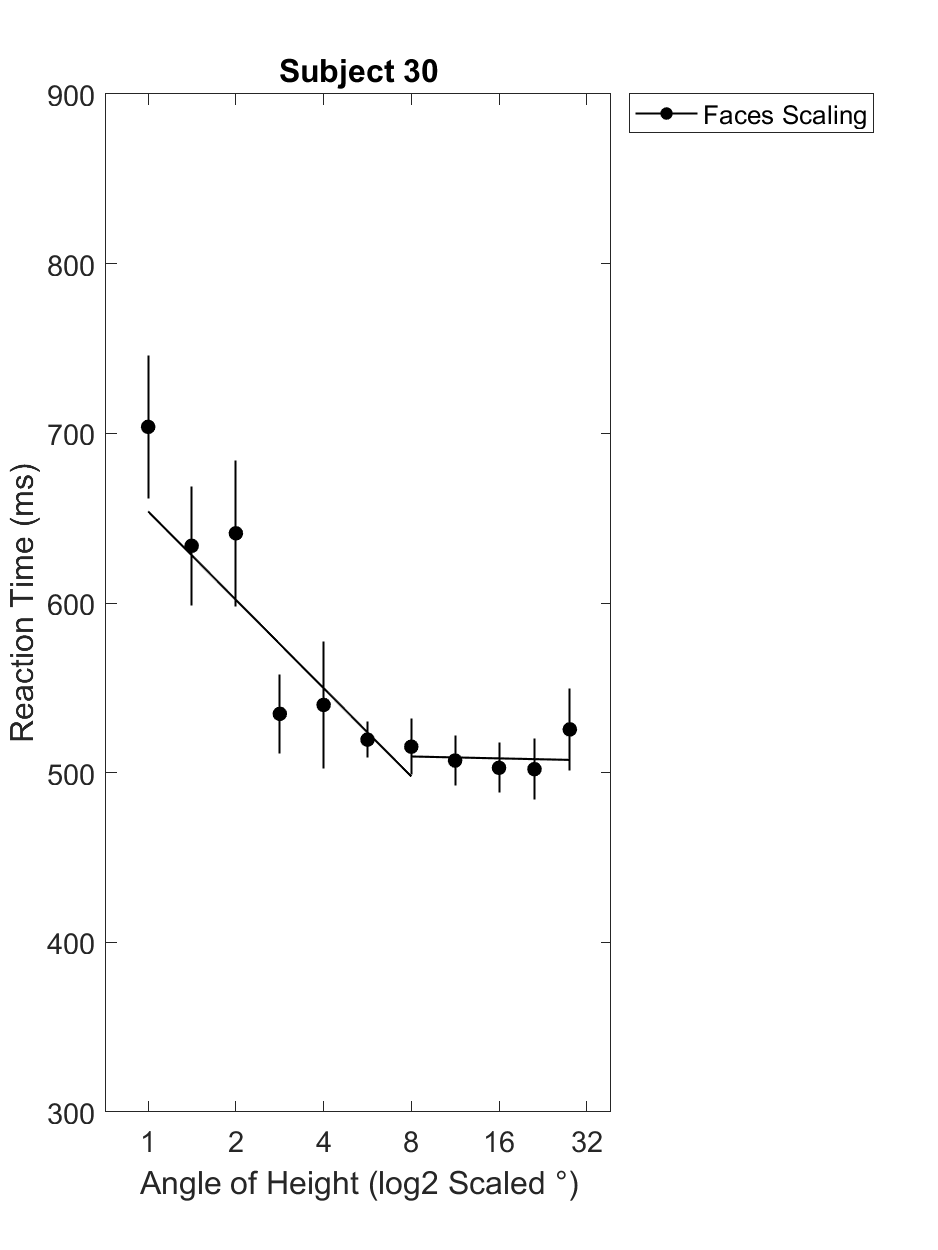 Subject 30
Faces Scaling
900
800
700
600
500
400
300
Reaction Time (ms)
1 2 4 8 16 32
Angle of Height (log2 Scaled °)